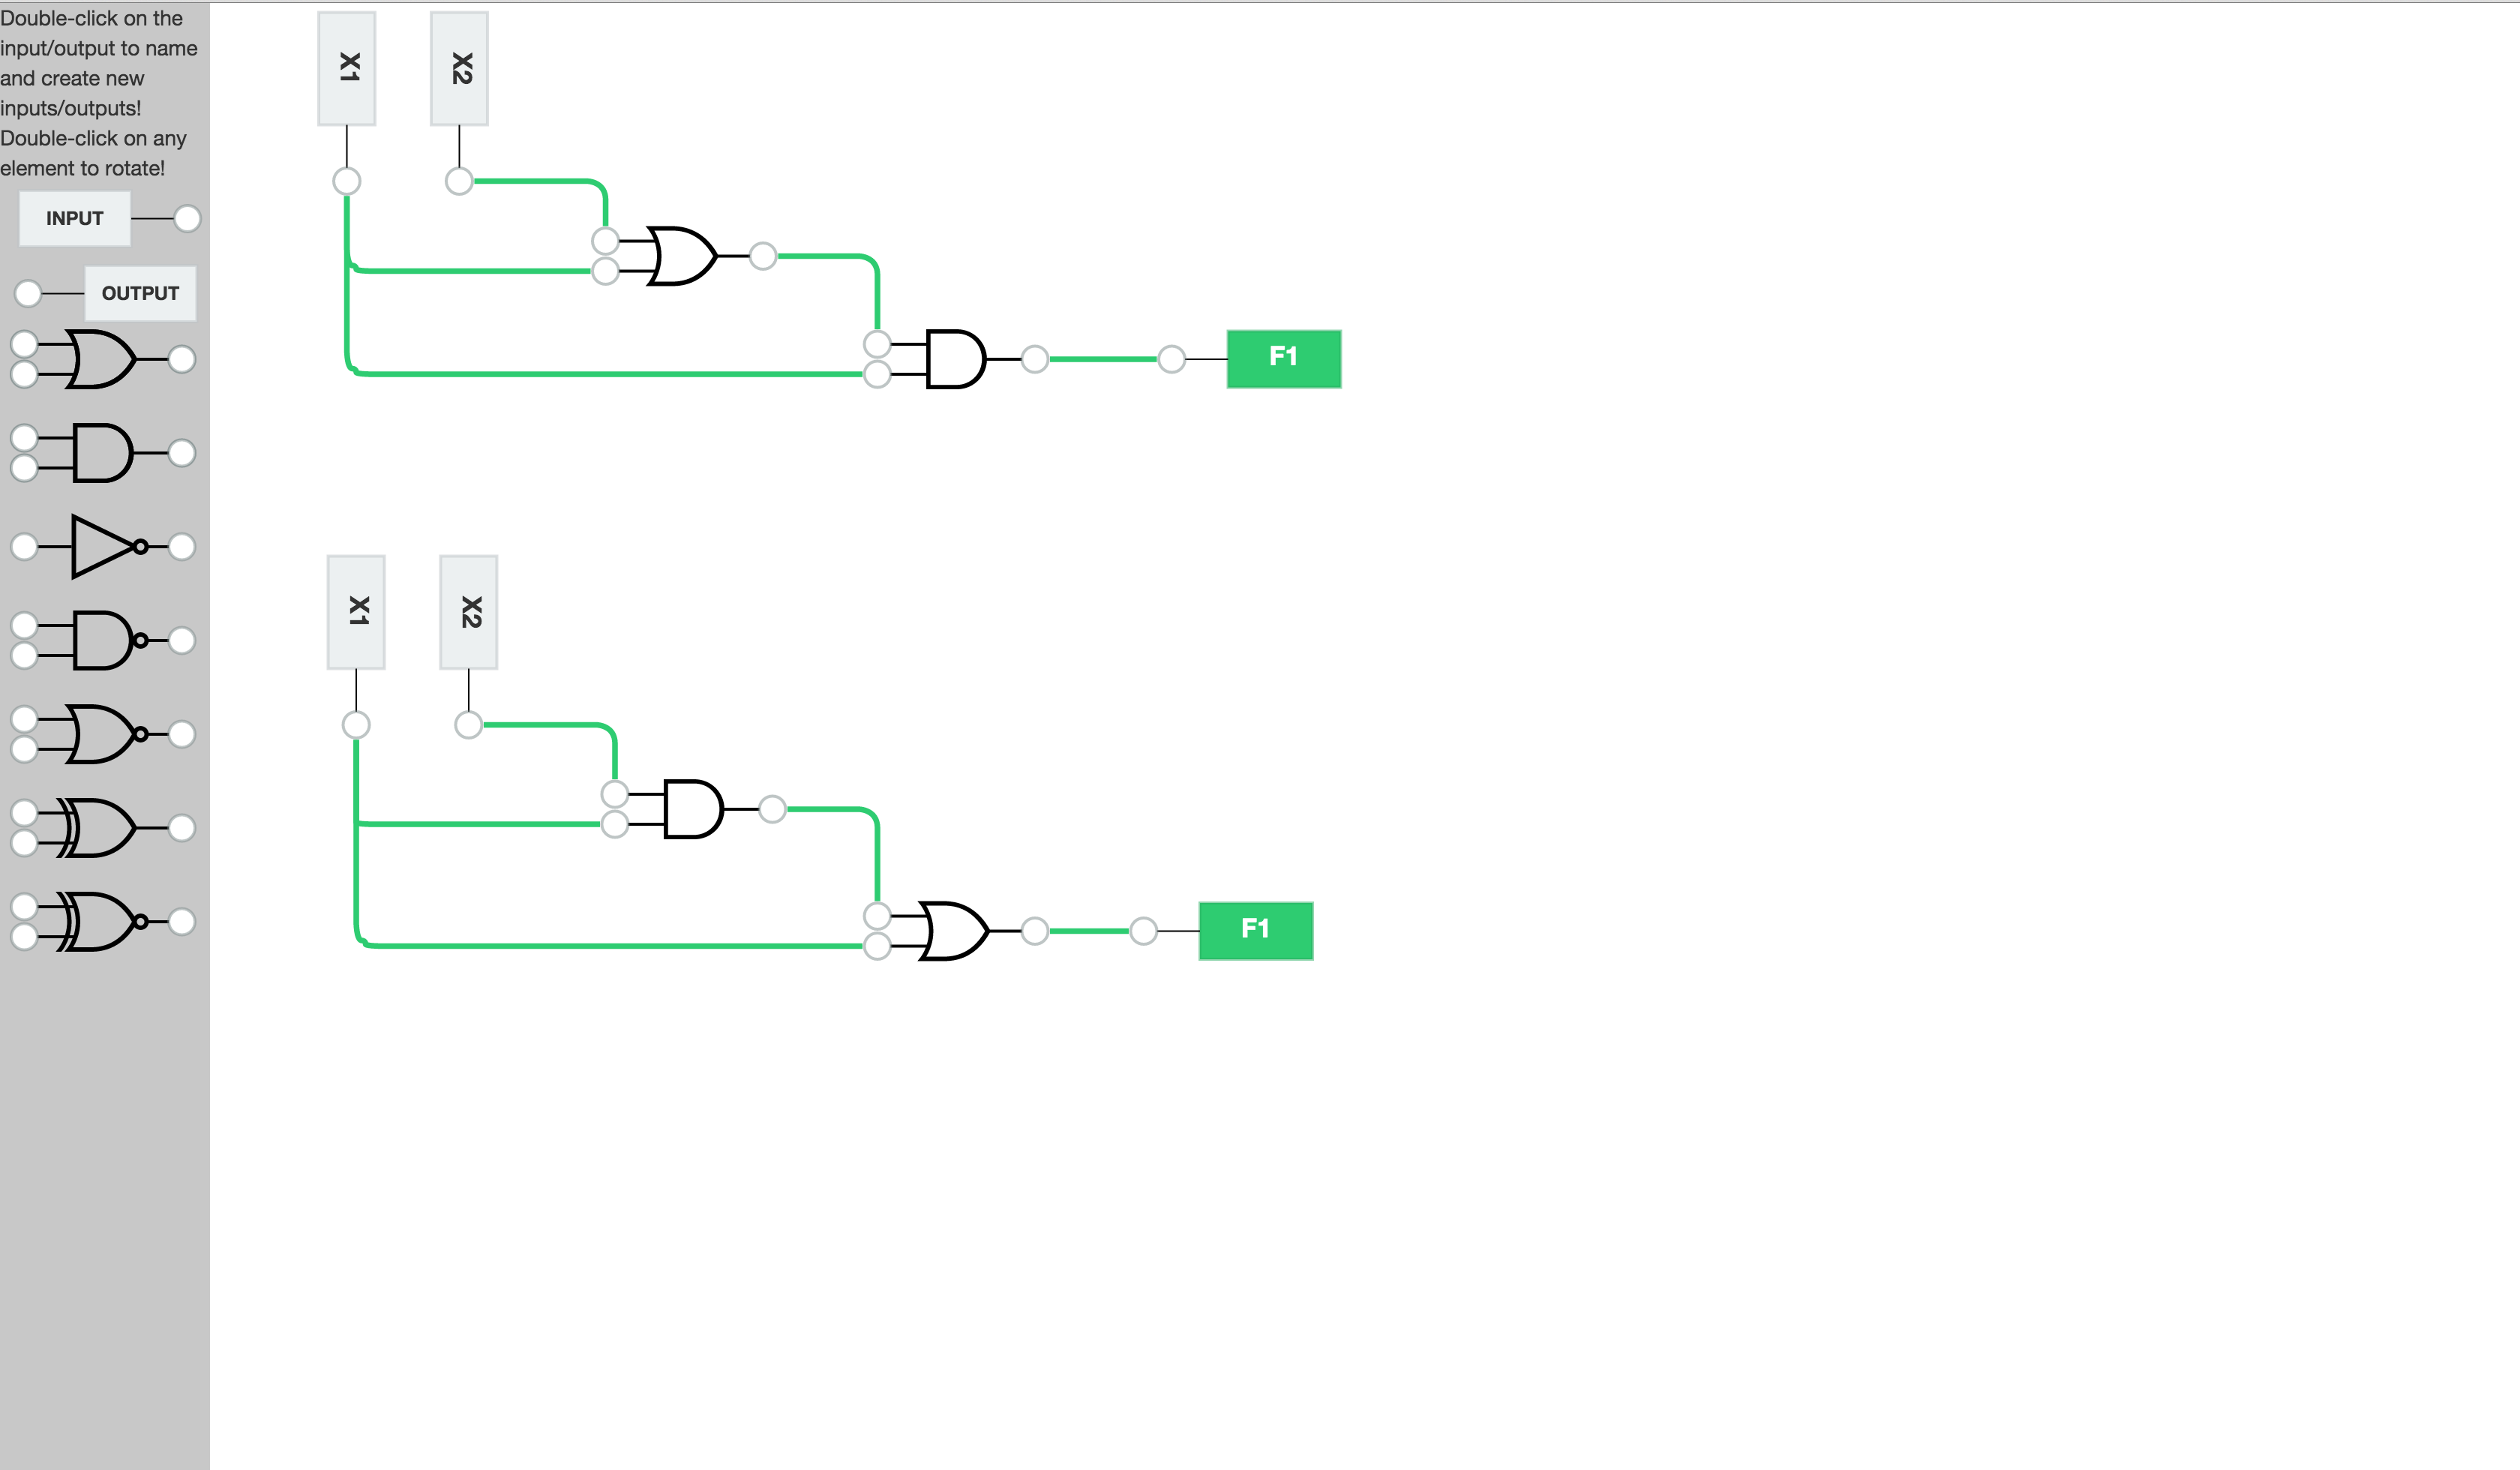 Double-click on the
input/output to name
and create new
inputs/outputs!
Double-click on any
element to rotate!
INPUT
OUTPUT
X1
X2
F1
X1
X2
F1